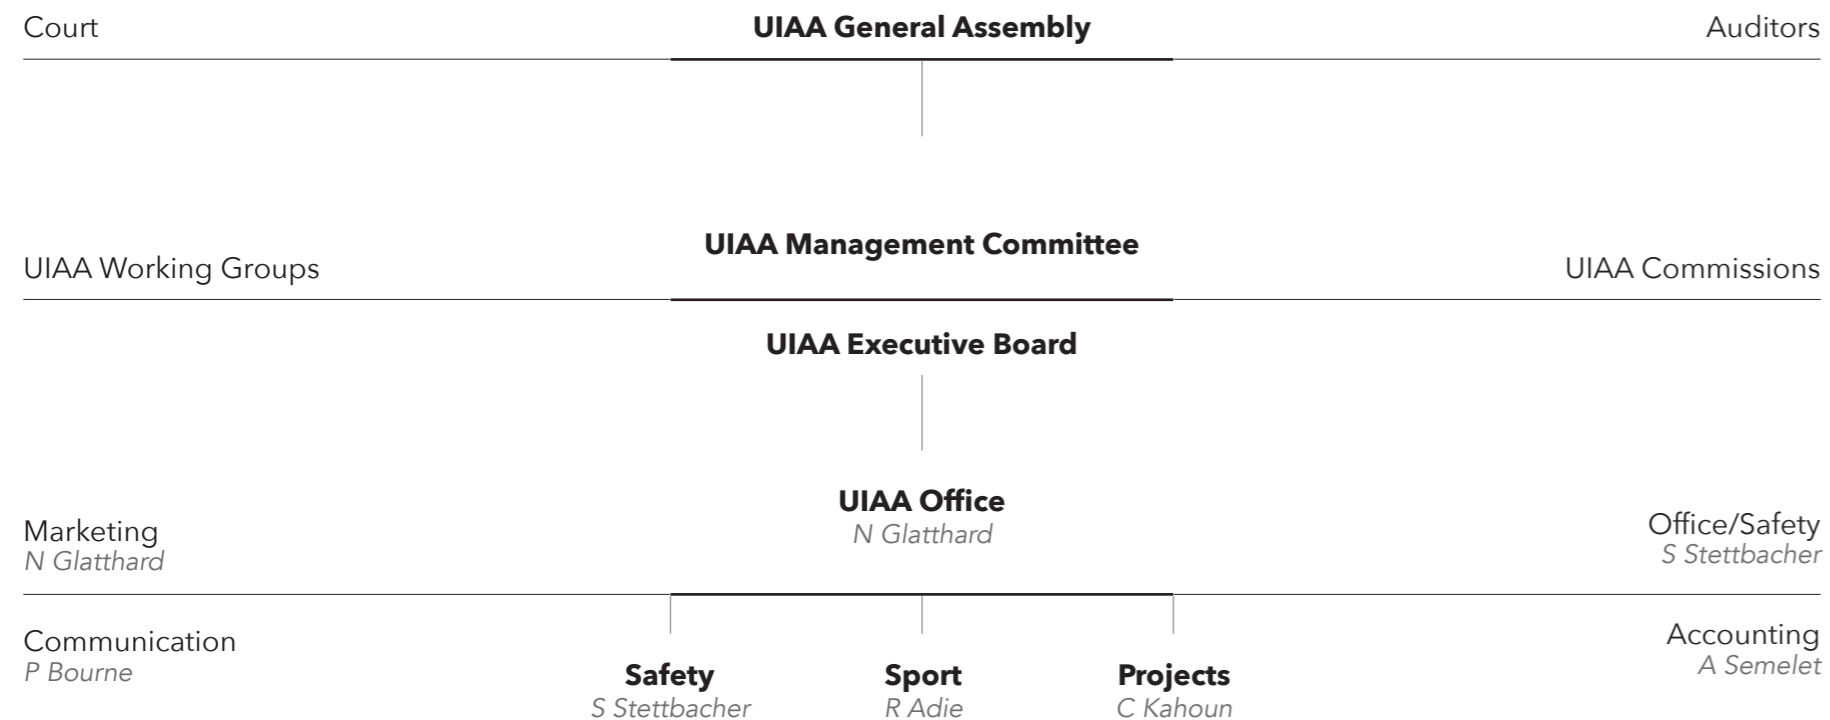 Court
UIAA General Assembly
Auditors
UIAA Management Committee
UIAA Working Groups
UIAA Commissions
UIAA Executive Board
UIAA Office
N Glatthard
Marketing
N Glatthard
Office/Safety
S Stettbacher
Communication
P Bourne
Accounting
A Semelet
Safety
S Stettbacher
Sport
R Adie
Projects
C Kahoun